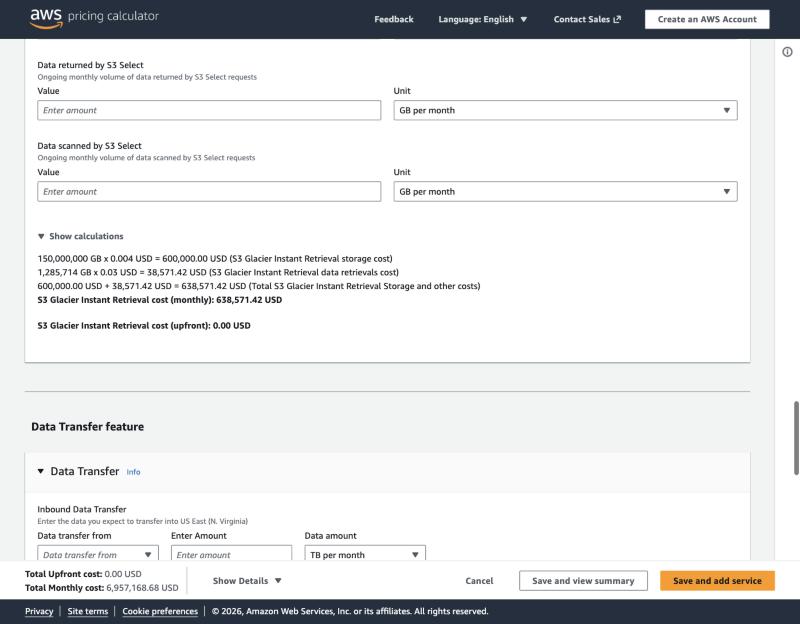 aws pricing calculator
Feedback Language: English Contact Sales Create an AWS Account
Data returned by S3 Select
Ongoing monthly volume of data returned by S3 Select requests
Value Unit
Enter amount GB per month
Data scanned by S3 Select
Ongoing monthly volume of data scanned by S3 Select requests
Value Unit
Enter amount GB per month
Show calculations
150,000,000 GB x 0.004 USD = 600,000.00 USD (S3 Glacier Instant Retrieval storage cost)
1,285,714 GB x 0.03 USD = 38,571.42 USD (S3 Glacier Instant Retrieval data retrievals cost)
600,000.00 USD + 38,571.42 USD = 638,571.42 USD (Total S3 Glacier Instant Retrieval Storage and other costs)
S3 Glacier Instant Retrieval cost (monthly): 638,571.42 USD
S3 Glacier Instant Retrieval cost (upfront): 0.00 USD
Data Transfer feature
Data Transfer Info
Inbound Data Transfer
Enter the data you expect to transfer into US East (N. Virginia)
Data transfer from Enter Amount Data amount
Data transfer from Enter amount TB per month
Total Upfront cost: 0.00 USD
Total Monthly cost: 6,957,168.68 USD
Show Details Cancel Save and view summary Save and add service
Privacy | Site terms | Cookie preferences | © 2026, Amazon Web Services, Inc. or its affiliates. All rights reserved.